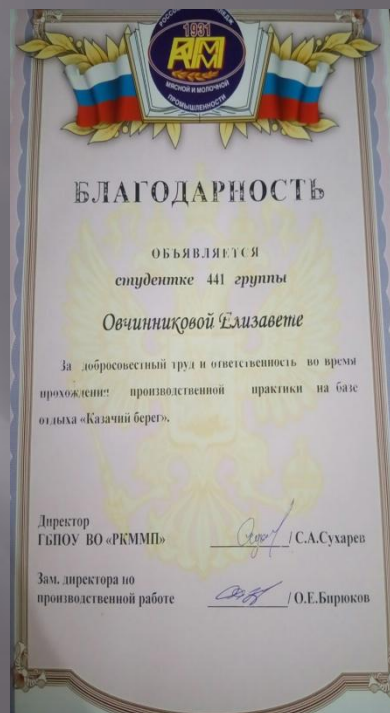 1931
МЯСНОЙ И МОЛОЧНОЙ
ПРОМЫШЛЕННОСТИ
БЛАГОДАРНОСТЬ
ОБЪЯВЛЯЕТСЯ
студентке 441 группы
Овчинниковой Елизавете
За добросовестный труд и ответственность во время
прохождения производственной практики на базе
отдыха «Казачий берег».
Директор
ГБПОУ ВО «РКММП» / С.А.Сухарев
Зам. директора по
производственной работе / О.Е.Бирюков